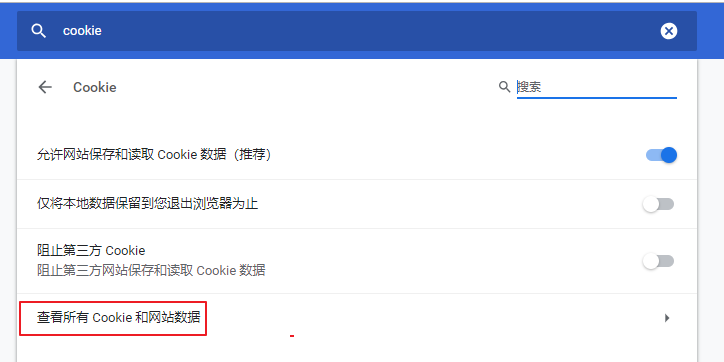 cookie
Cookie
搜索
允许网站保存和读取 Cookie 数据（推荐）
仅将本地数据保留到您退出浏览器为止
阻止第三方 Cookie
阻止第三方网站保存和读取 Cookie 数据
查看所有 Cookie 和网站数据